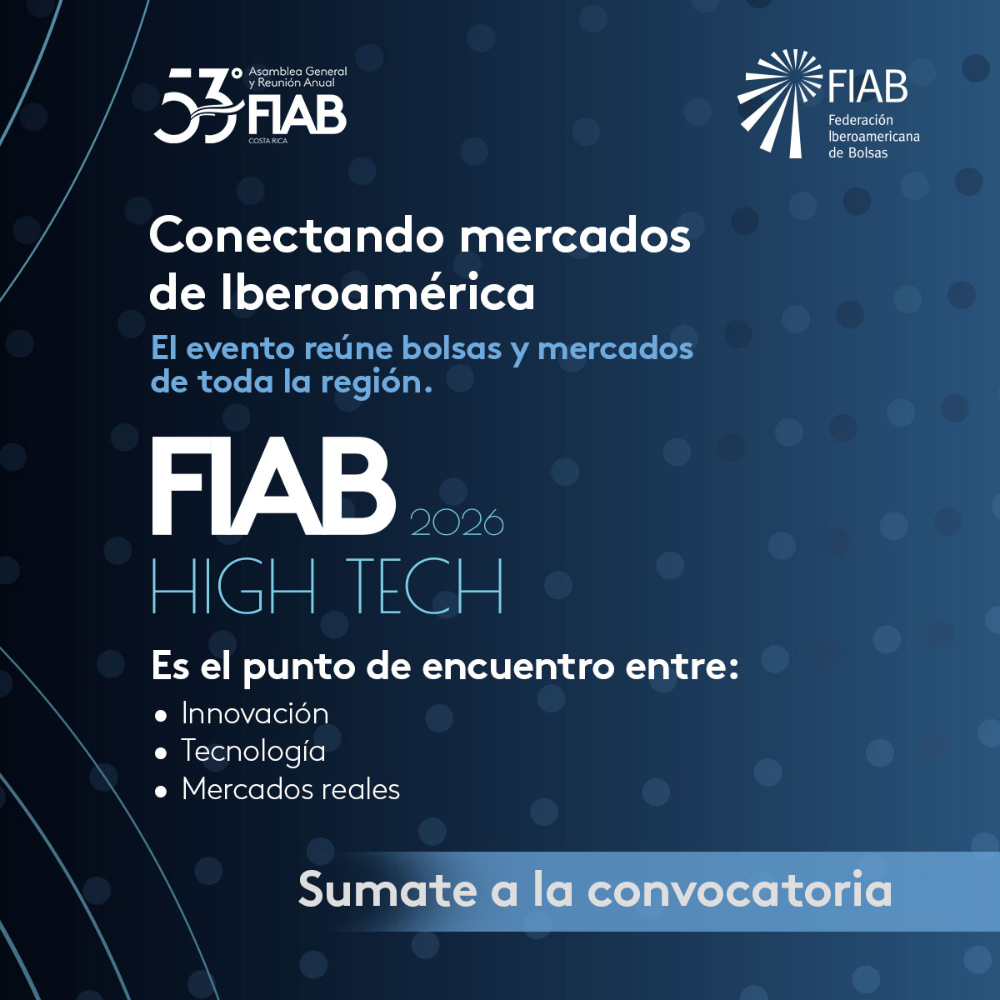 53°
Asamblea General
y Reunión Anual
FIAB
COSTA RICA
FIAB
Federación
Iberoamericana
de Bolsas
Conectando mercados
de Iberoamérica
El evento reúne bolsas y mercados
de toda la región.
FIAB 2026
HIGH TECH
Es el punto de encuentro entre:
• Innovación
• Tecnología
• Mercados reales
Sumate a la convocatoria